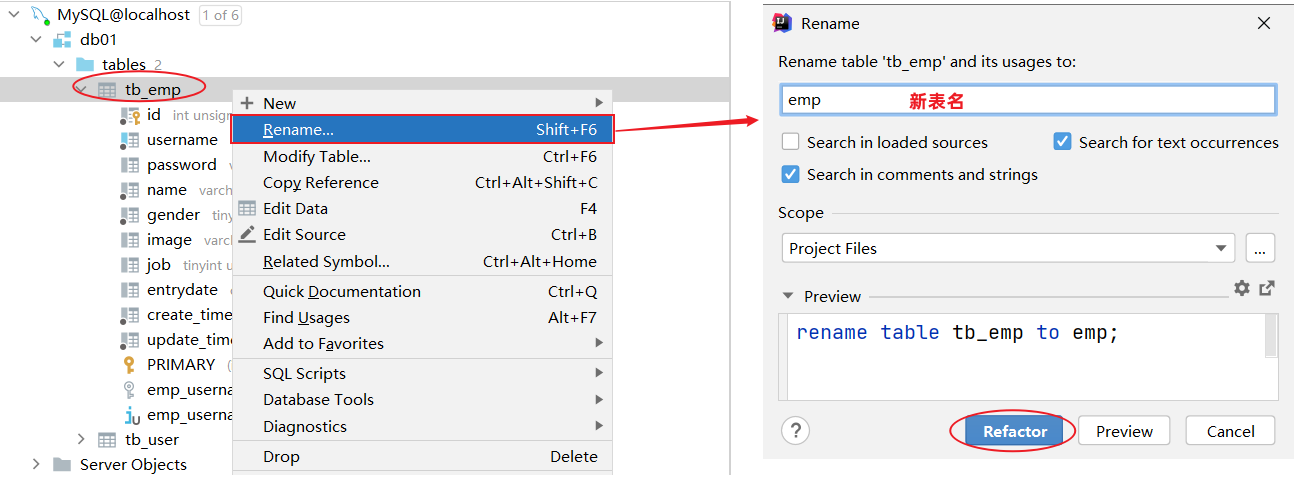 MySQL@localhost 1 of 6
db01
tables 2
tb_emp
id int unsign
username
password
name varch
gender tiny
image varc
job tinyint u
entrydate
create_time
update_time
PRIMARY
emp_userna
emp_userna
tb_user
Server Objects
New
Rename... Shift+F6
Modify Table... Ctrl+F6
Copy Reference Ctrl+Alt+Shift+C
Edit Data F4
Edit Source Ctrl+B
Related Symbol... Ctrl+Alt+Home
Quick Documentation Ctrl+Q
Find Usages Alt+F7
Add to Favorites
SQL Scripts
Database Tools
Diagnostics
Drop Delete
Rename
Rename table 'tb_emp' and its usages to:
emp 新表名
Search in loaded sources Search for text occurrences
Search in comments and strings
Scope
Project Files ...
Preview
rename table tb_emp to emp;
? Refactor Preview Cancel